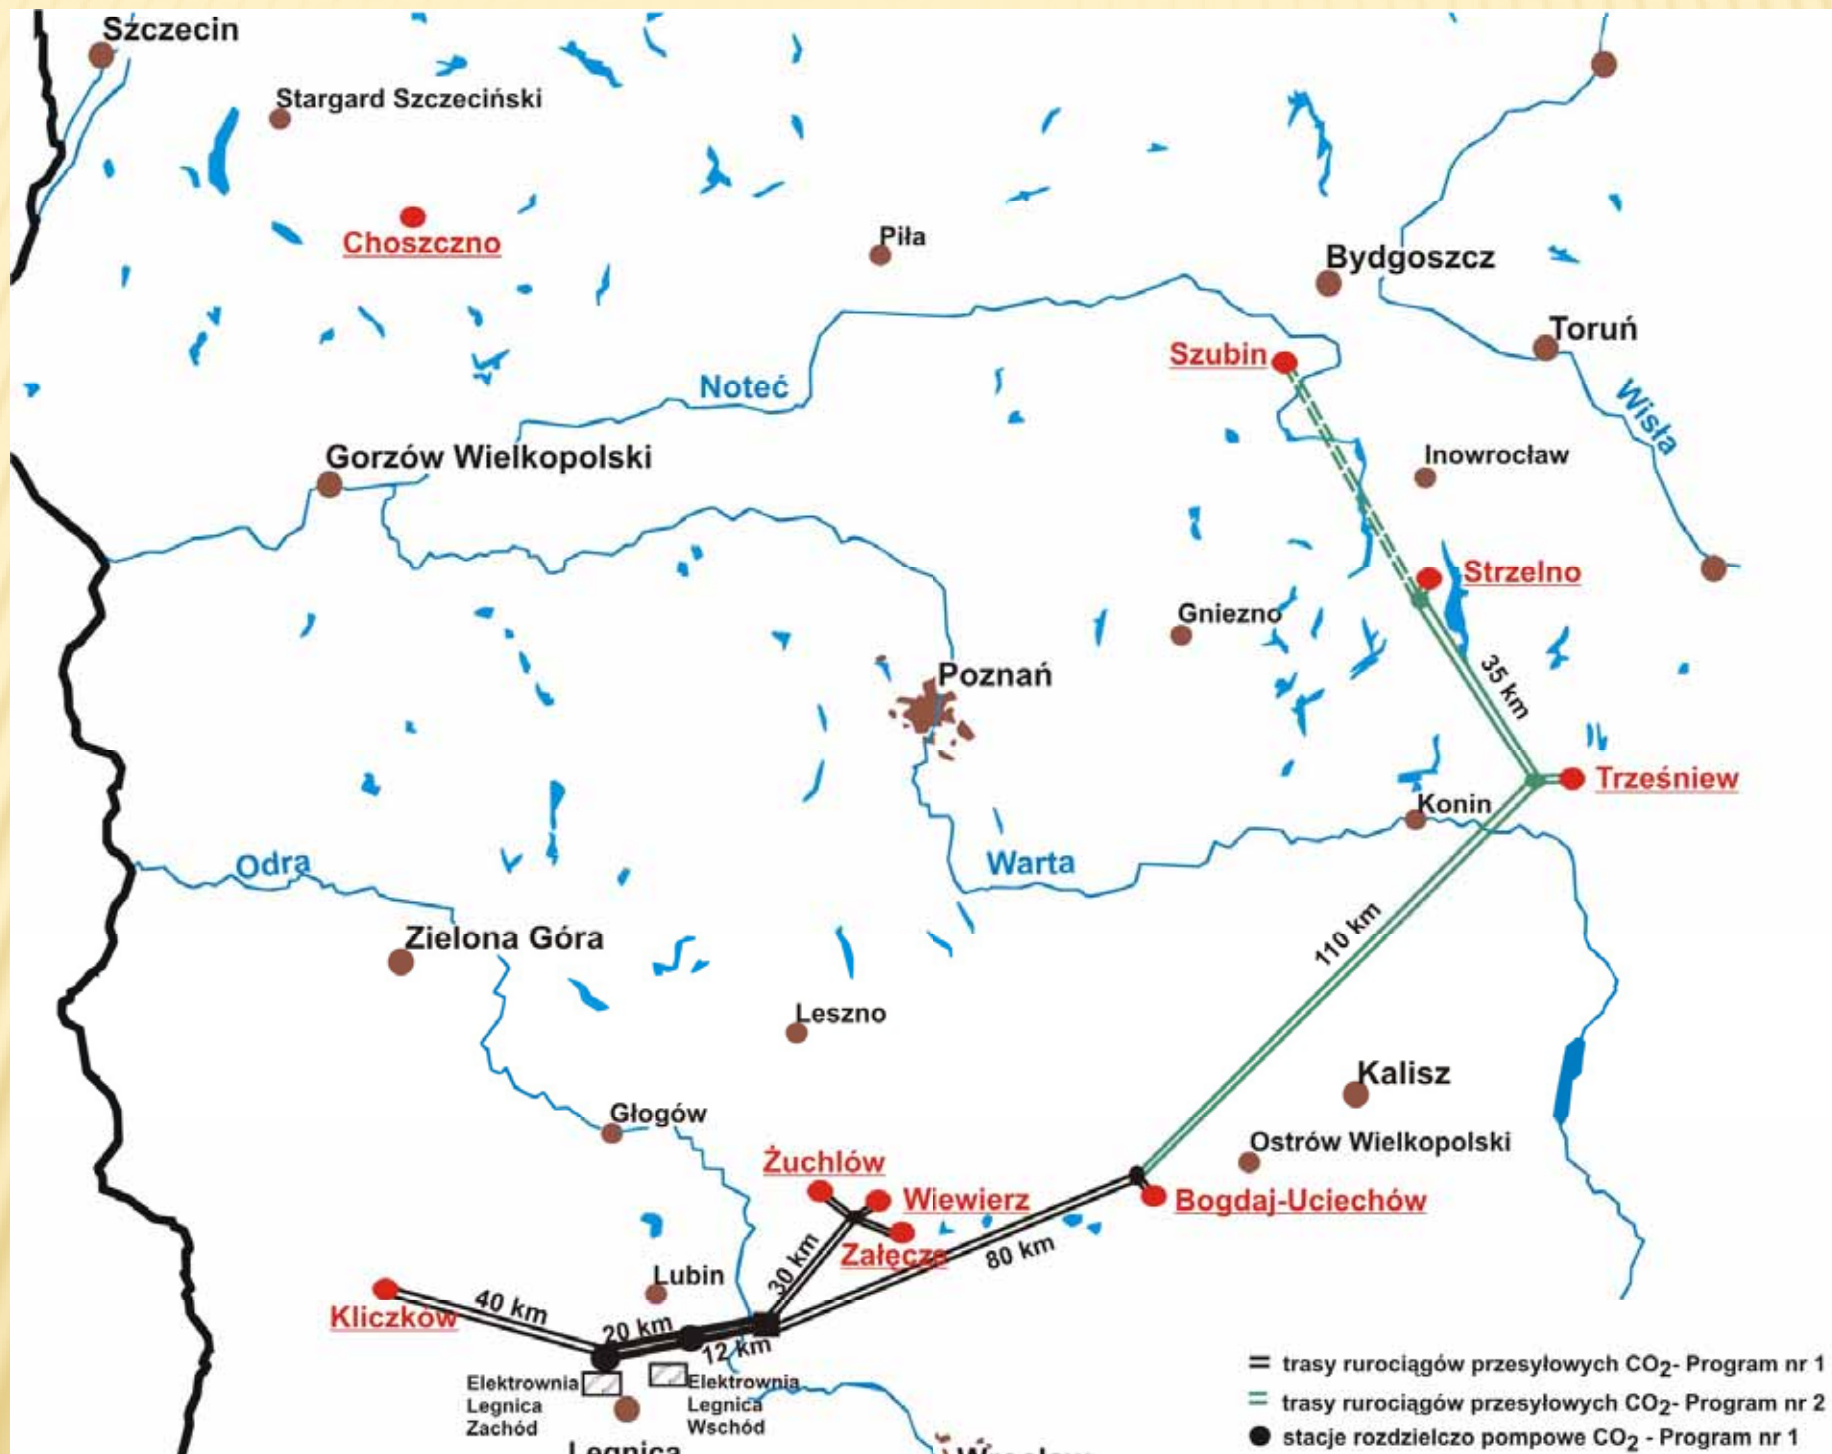 Szczecin
Stargard Szczeciński
Choszczno
Piła
Bydgoszcz
Toruń
Szubin
Noteć
Wisła
Gorzów Wielkopolski
Inowrocław
Strzelno
Gniezno
Poznań
35 km
Trześniew
Konin
Odra
Warta
110 km
Zielona Góra
Leszno
Kalisz
Głogów
Ostrów Wielkopolski
Żuchlów
Wiewierz
Bogdaj-Uciechów
Załęcze
80 km
30 km
Lubin
40 km
Kliczków
20 km
12 km
Elektrownia
Legnica
Zachód
Elektrownia
Legnica
Wschód
Legnica
Wrocław
trasy rurociągów przesyłowych CO2- Program nr 1
trasy rurociągów przesyłowych CO2- Program nr 2
stacje rozdzielczo pompowe CO2 - Program nr 1